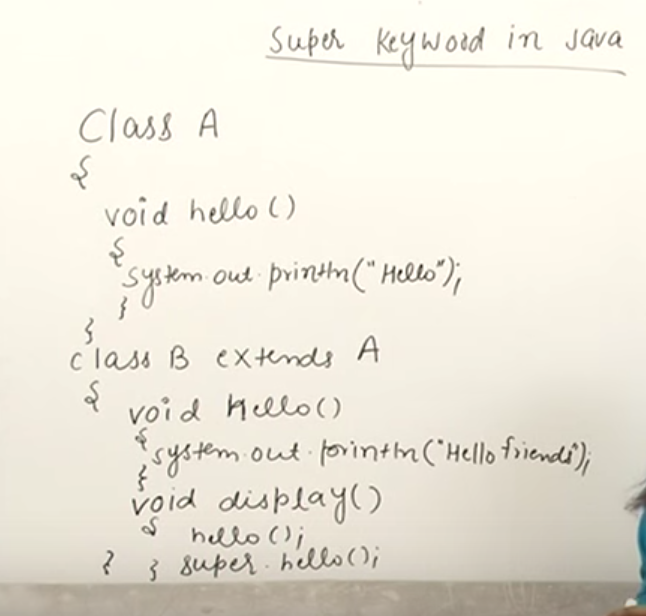 Super Keyword in Java
Class A
{
void hello()
{
system.out.println("Hello");
}
}
class B extends A
{ void Hello()
{ system.out.println("Hello friends");
}
void display()
{ hello();
} } super.hello();